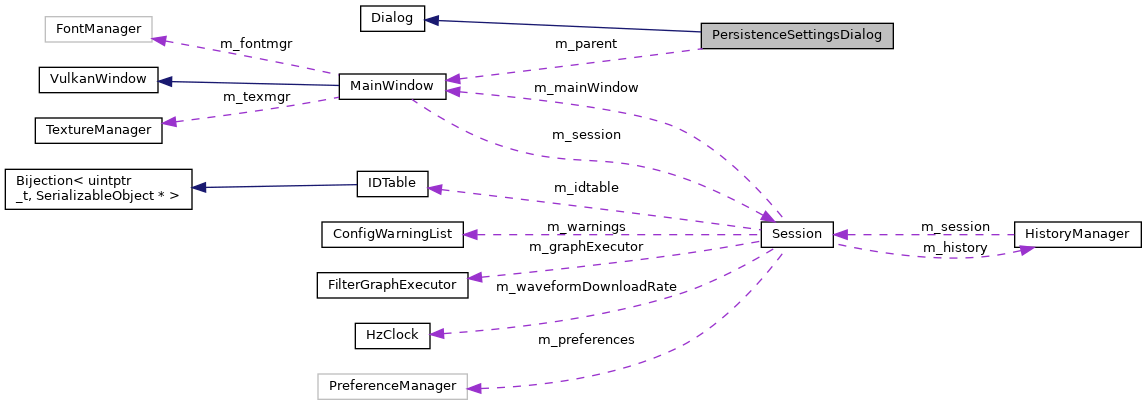 Dialog
FontManager
PersistenceSettingsDialog
m_fontmgr
m_parent
VulkanWindow
MainWindow
m_mainWindow
m_texmgr
TextureManager
m_session
Bijection< uintptr
_t, SerializableObject * >
IDTable
m_idtable
m_warnings
m_session
ConfigWarningList
Session
HistoryManager
m_graphExecutor
m_history
FilterGraphExecutor
m_waveformDownloadRate
HzClock
m_preferences
PreferenceManager